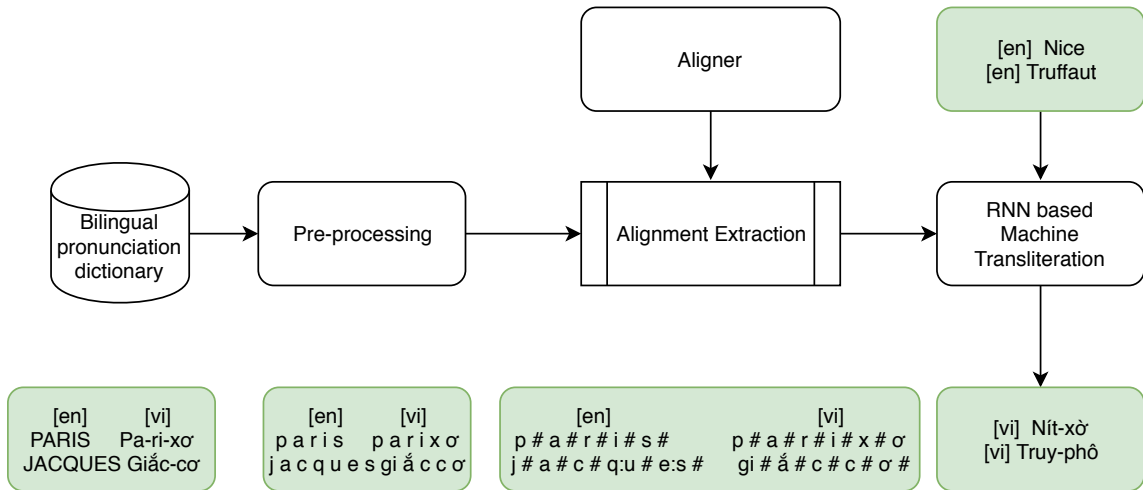 Aligner
[en] Nice
[en] Truffaut
Bilingual
pronunciation
dictionary
Pre-processing
Alignment Extraction
RNN based
Machine
Transliteration
[en] [vi]
PARIS Pa-ri-xơ
JACQUES Giắc-cơ
[en] [vi]
p a r i s p a r i x ơ
j a c q u e s gi ắ c c ơ
[en] [vi]
p # a # r # i # s # p # a # r # i # x # ơ
j # a # c # q:u # e:s # gi # ắ # c # c # ơ #
[vi] Nít-xờ
[vi] Truy-phô